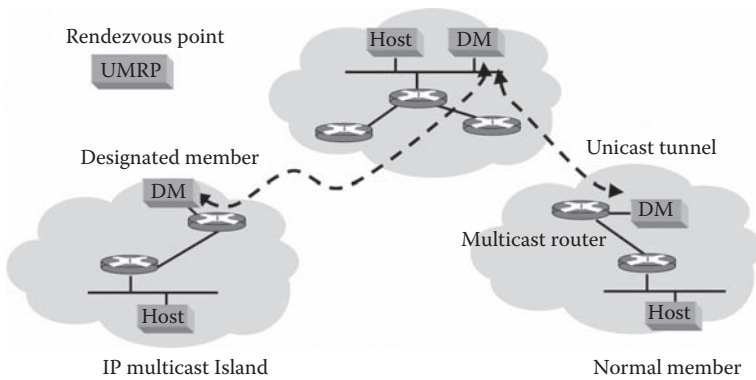 Rendezvous point
UMRP
Host
DM
Designated member
DM
Unicast tunnel
DM
Multicast router
Host
Host
IP multicast Island
Normal member